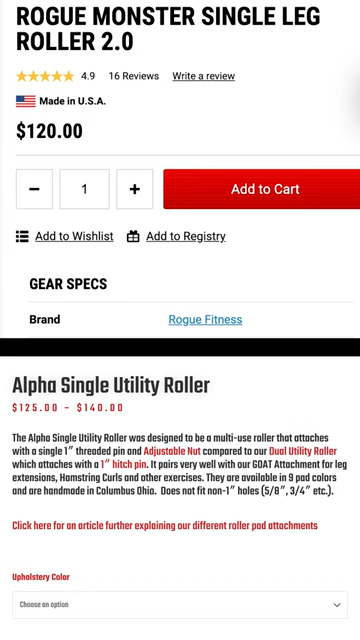 ROGUE MONSTER SINGLE LEG
ROLLER 2.0
4.9 16 Reviews Write a review
Made in U.S.A.
$120.00
− 1 + Add to Cart
Add to Wishlist Add to Registry
GEAR SPECS
Brand Rogue Fitness
Alpha Single Utility Roller
$125.00 – $140.00
The Alpha Single Utility Roller was designed to be a multi-use roller that attaches
with a single 1″ threaded pin and Adjustable Nut compared to our Dual Utility Roller
which attaches with a 1″ hitch pin. It pairs very well with our GOAT Attachment for leg
extensions, Hamstring Curls and other exercises. They are available in 9 pad colors
and are handmade in Columbus Ohio. Does not fit non-1″ holes (5/8″, 3/4″ etc.).
Click here for an article further explaining our different roller pad attachments
Upholstery Color
Choose an option